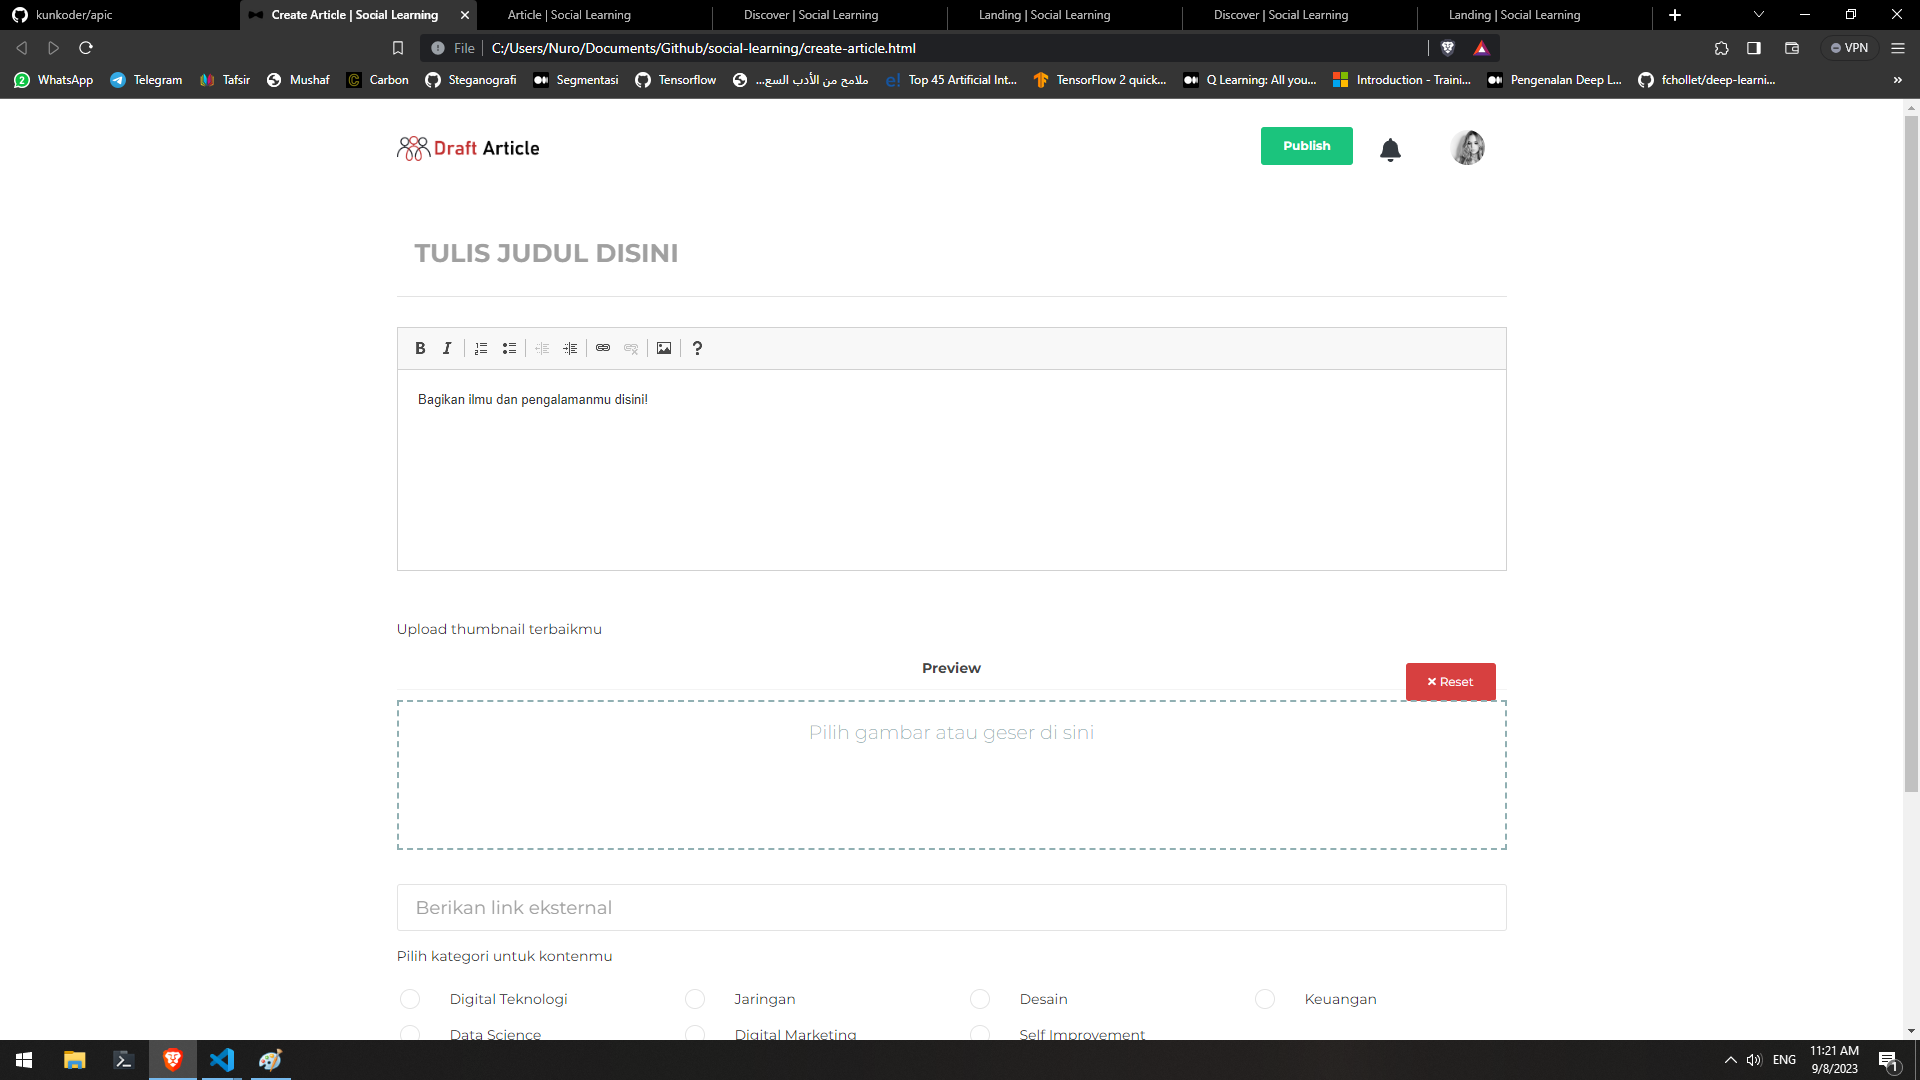 kunkoder/apic
Create Article | Social Learning
Article | Social Learning
Discover | Social Learning
Landing | Social Learning
Discover | Social Learning
Landing | Social Learning
File
C:/Users/Nuro/Documents/Github/social-learning/create-article.html
VPN
WhatsApp
Telegram
Tafsir
Mushaf
Carbon
Steganografi
Segmentasi
Tensorflow
ملامح من الأدب السع...
Top 45 Artificial Int...
TensorFlow 2 quick...
Q Learning: All you...
Introduction - Traini...
Pengenalan Deep L...
fchollet/deep-learni...
Draft Article
Publish
TULIS JUDUL DISINI
Bagikan ilmu dan pengalamanmu disini!
Upload thumbnail terbaikmu
Preview
Reset
Pilih gambar atau geser di sini
Berikan link eksternal
Pilih kategori untuk kontenmu
Digital Teknologi
Jaringan
Desain
Keuangan
Data Science
Digital Marketing
Self Improvement
ENG
11:21 AM
9/8/2023
1